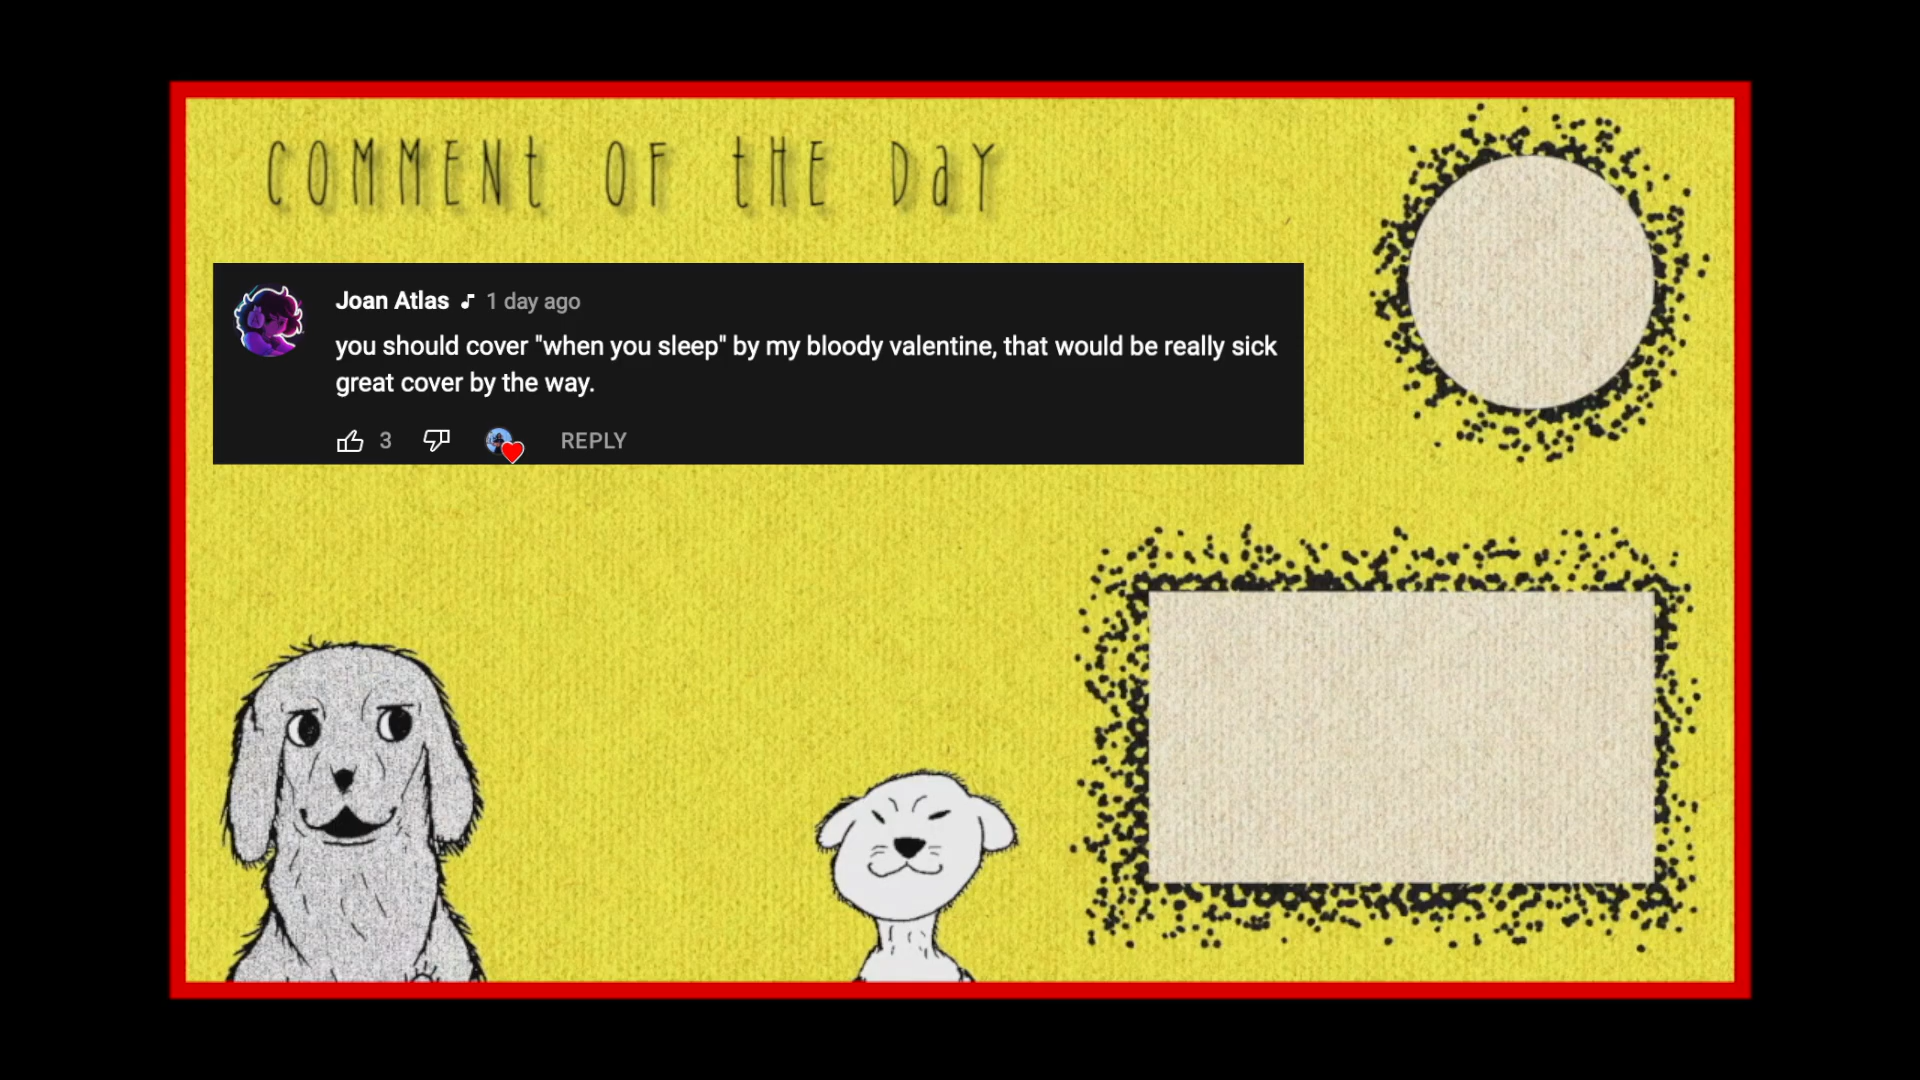 COMMENt OF tHE DaY
Joan Atlas ♪ 1 day ago
you should cover "when you sleep" by my bloody valentine, that would be really sick
great cover by the way.
3 REPLY